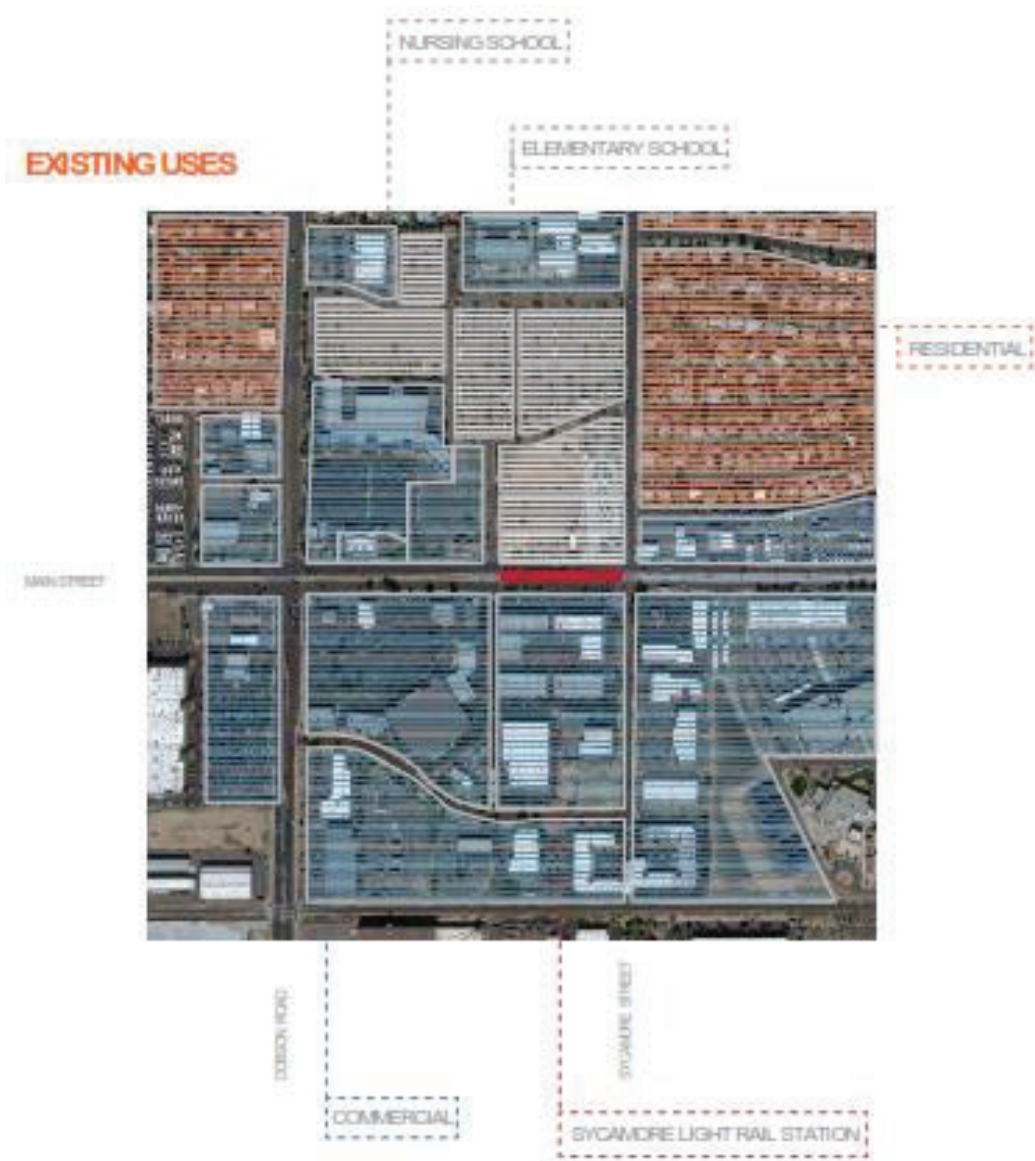 NURSING SCHOOL
ELEMENTARY SCHOOL
EXISTING USES
RESIDENTIAL
MAIN STREET
DOBSON ROAD
SYCAMORE STREET
COMMERCIAL
SYCAMORE LIGHT RAIL STATION